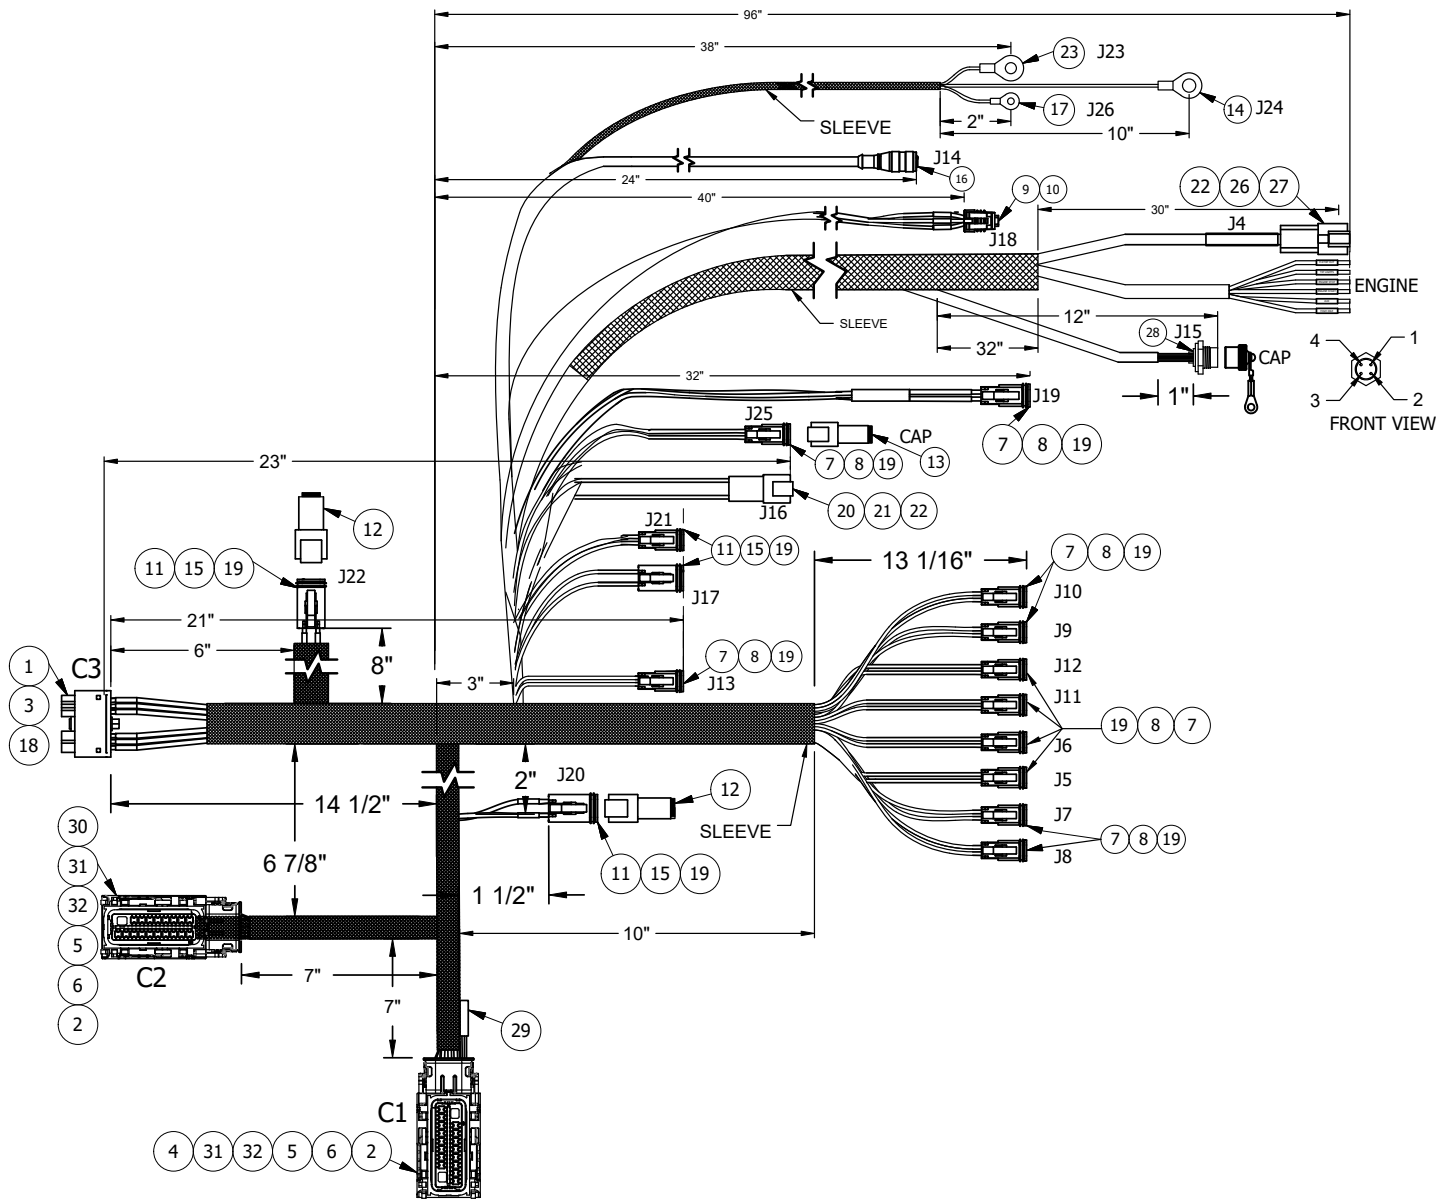 96"
38"
23 J23
SLEEVE
17 J26
14 J24
2"
10"
J14
16
24"
40"
9 10
J18
22 26 27
30"
J4
ENGINE
SLEEVE
12"
28 J15
CAP
32"
1"
4 1
3 2
FRONT VIEW
32"
J19
7 8 19
J25
CAP
7 8 19
13
23"
J16
20 21 22
12
11 15 19
J22
J21
11 15 19
J17
13 1/16"
7 8 19
J10
J9
J12
J11
19 8 7
J6
J5
J7
J8
7 8 19
21"
6"
8"
3"
7 8 19
J13
C3
1
3
18
14 1/2"
2"
J20
12
SLEEVE
11 15 19
1 1/2"
6 7/8"
30
31
32
5
6
2
C2
7"
10"
7"
29
C1
4 31 32 5 6 2